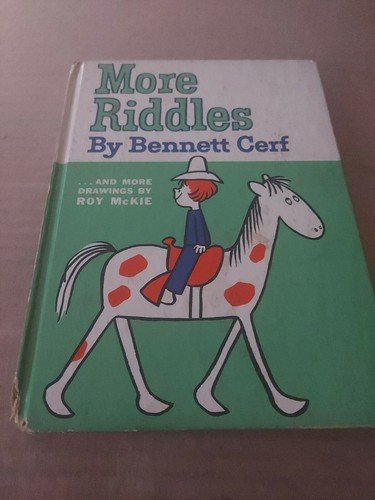 More
Riddles
By Bennett Cerf
...AND MORE
DRAWINGS BY
ROY McKIE